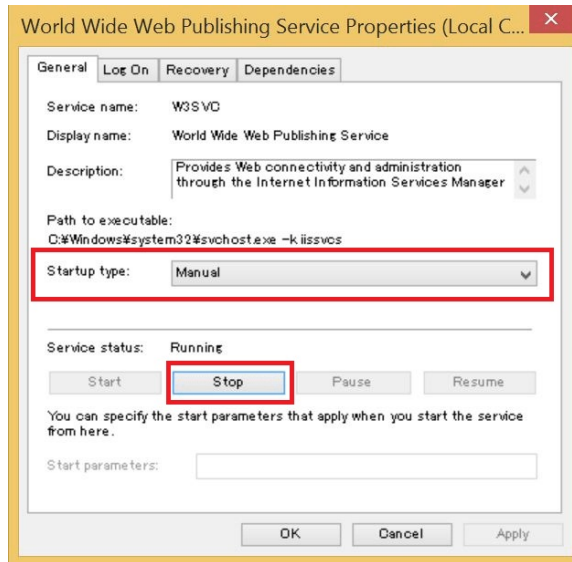 World Wide Web Publishing Service Properties (Local C...
General Log On Recovery Dependencies
Service name: W3SVC
Display name: World Wide Web Publishing Service
Description: Provides Web connectivity and administration
through the Internet Information Services Manager
Path to executable:
C:¥Windows¥system32¥svchost.exe -k iissvcs
Startup type: Manual
Service status: Running
Start Stop Pause Resume
You can specify the start parameters that apply when you start the service
from here.
Start parameters:
OK Cancel Apply